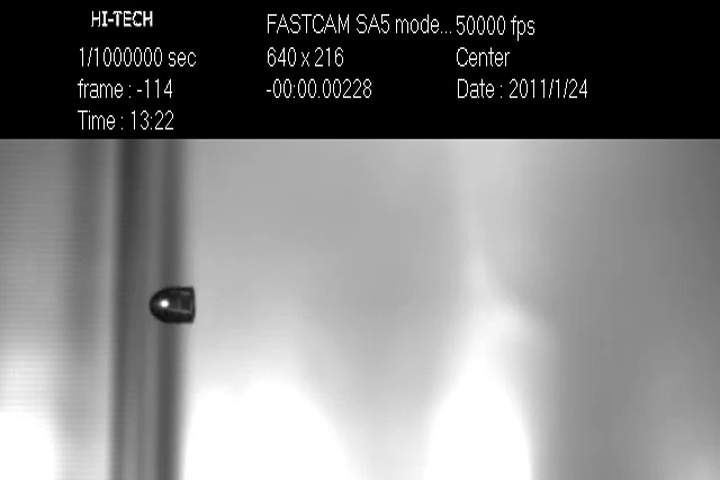 HI-TECH
FASTCAM SA5 mode... 50000 fps
1/1000000 sec 640 x 216 Center
frame : -114 -00:00.00228 Date : 2011/1/24
Time : 13:22